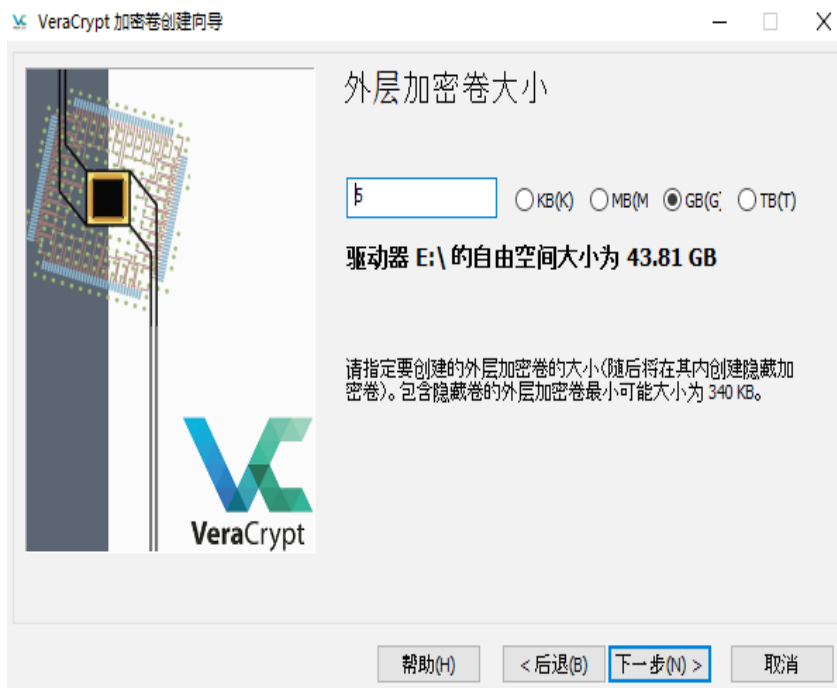 VeraCrypt 加密卷创建向导
外层加密卷大小
5 KB(K) MB(M GB(G) TB(T)
驱动器 E:\ 的自由空间大小为 43.81 GB
请指定要创建的外层加密卷的大小(随后将在其内创建隐藏加
密卷)。包含隐藏卷的外层加密卷最小可能大小为 340 KB。
VeraCrypt
帮助(H) < 后退(B) 下一步(N) > 取消